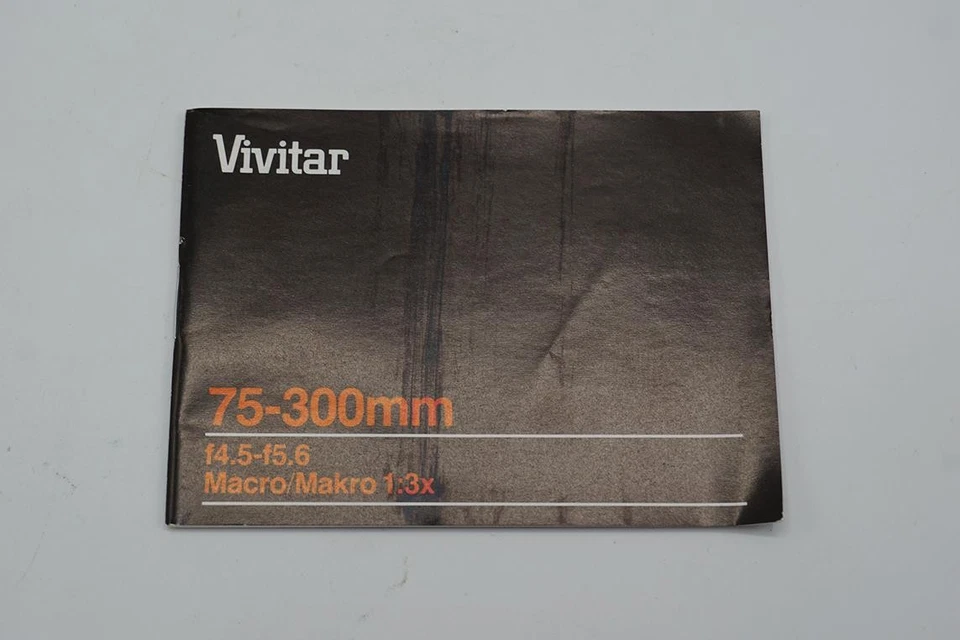 Vivitar
75-300mm
f4.5-f5.6
Macro/Makro 1:3x